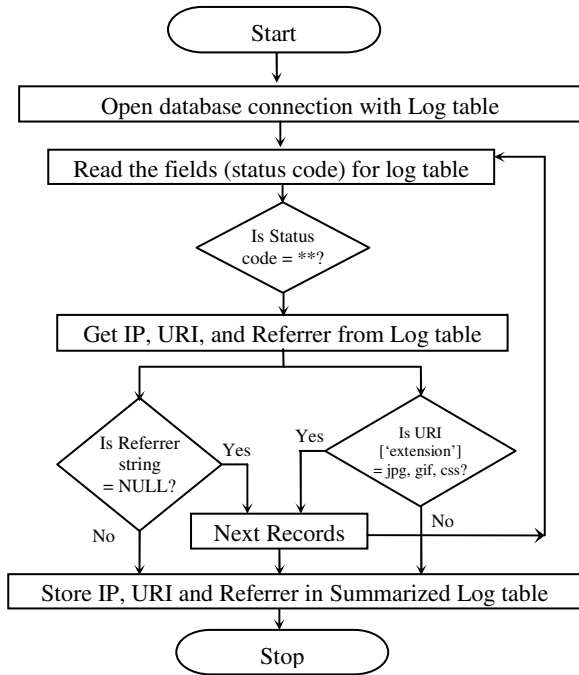 Start
Open database connection with Log table
Read the fields (status code) for log table
Is Status
code = **?
Get IP, URI, and Referrer from Log table
Is Referrer
string
= NULL?
Yes
Yes
Is URI
[‘extension’]
= jpg, gif, css?
No
Next Records
No
Store IP, URI and Referrer in Summarized Log table
Stop